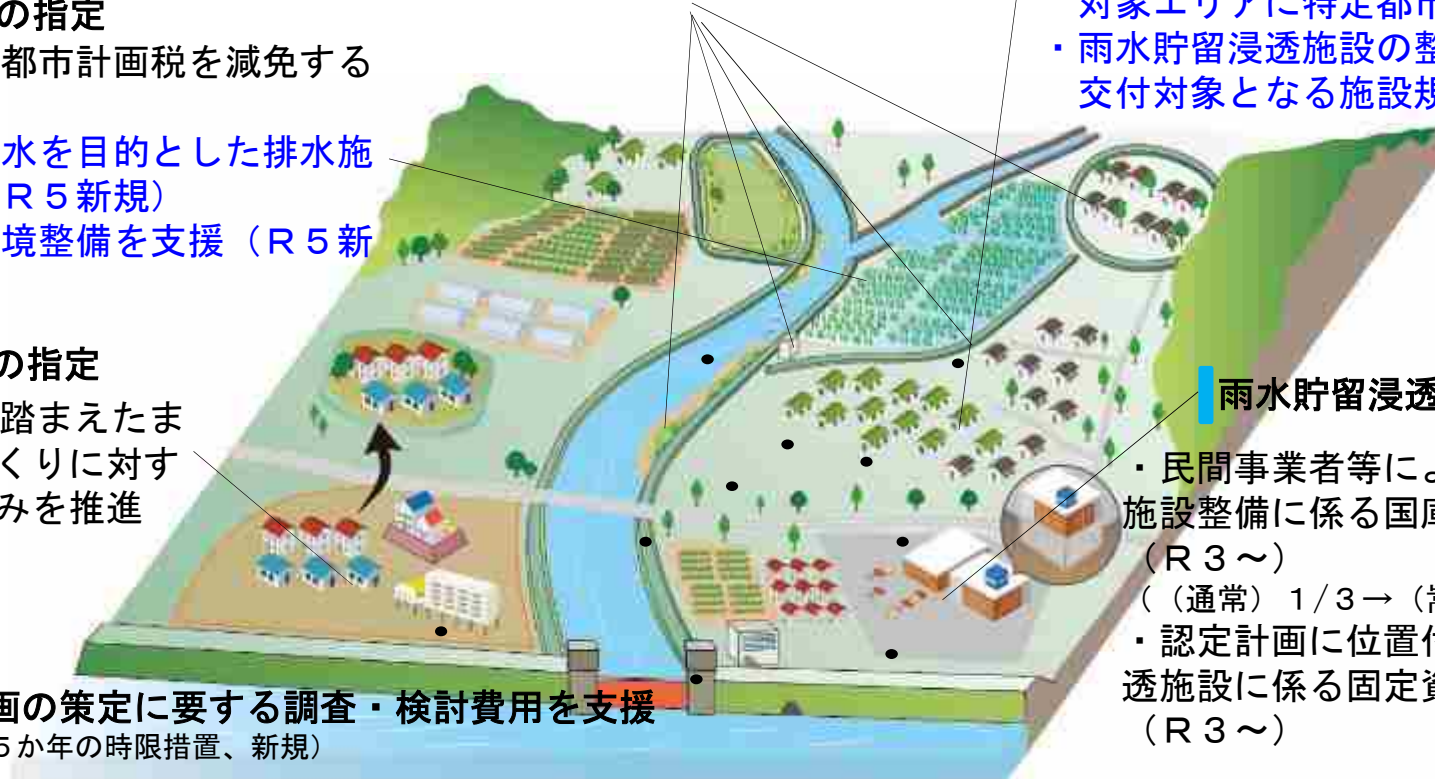 の指定
都市計画税を減免する
水を目的とした排水施
Ｒ５新規）
境整備を支援（Ｒ５新
の指定
踏まえたま
くりに対す
みを推進
画の策定に要する調査・検討費用を支援
５か年の時限措置、新規）
対象エリアに特定都市
・雨水貯留浸透施設の整
交付対象となる施設規
雨水貯留浸透
・民間事業者等によ
施設整備に係る国庫
（Ｒ３～）
（（通常）１/３→（嵩
・認定計画に位置付
透施設に係る固定資
（Ｒ３～）